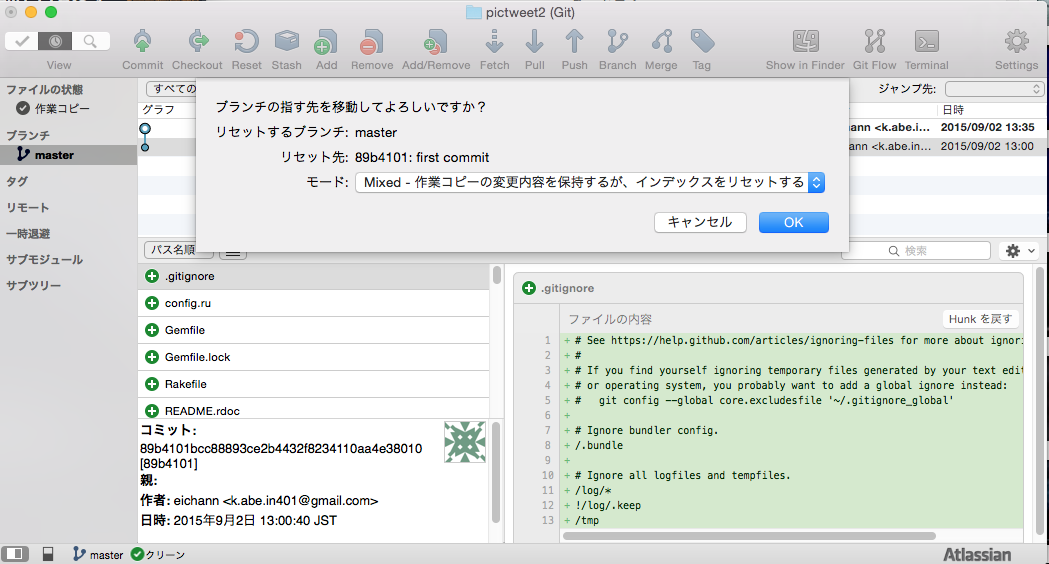 pictweet2 (Git)
View
Commit
Checkout
Reset
Stash
Add
Remove
Add/Remove
Fetch
Pull
Push
Branch
Merge
Tag
Show in Finder
Git Flow
Terminal
Settings
ファイルの状態
作業コピー
ブランチ
master
タグ
リモート
一時退避
サブモジュール
サブツリー
すべての
ジャンプ先:
グラフ
日時
ann <k.abe.i... 2015/09/02 13:35
ann <k.abe.in... 2015/09/02 13:00
ブランチの指す先を移動してよろしいですか？
リセットするブランチ: master
リセット先: 89b4101: first commit
モード: Mixed - 作業コピーの変更内容を保持するが、インデックスをリセットする
キャンセル
OK
パス名順
検索
.gitignore
config.ru
Gemfile
Gemfile.lock
Rakefile
README.rdoc
コミット:
89b4101bcc88893ce2b4432f8234110aa4e38010
[89b4101]
親:
作者: eichann <k.abe.in401@gmail.com>
日時: 2015年9月2日 13:00:40 JST
.gitignore
ファイルの内容
Hunk を戻す
1 + # See https://help.github.com/articles/ignoring-files for more about ignori
2 + #
3 + # If you find yourself ignoring temporary files generated by your text edit
4 + # or operating system, you probably want to add a global ignore instead:
5 + #   git config --global core.excludesfile '~/.gitignore_global'
6 +
7 + # Ignore bundler config.
8 + /.bundle
9 +
10 + # Ignore all logfiles and tempfiles.
11 + /log/*
12 + !/log/.keep
13 + /tmp
master
クリーン
Atlassian